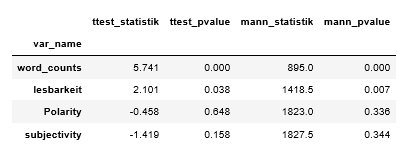 ttest_statistik ttest_pvalue mann_statistik mann_pvalue
var_name
word_counts 5.741 0.000 895.0 0.000
lesbarkeit 2.101 0.038 1418.5 0.007
Polarity -0.458 0.648 1823.0 0.336
subjectivity -1.419 0.158 1827.5 0.344